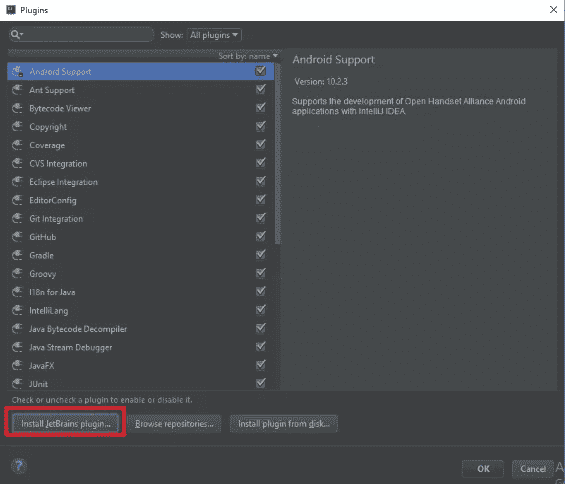 Plugins
Show: All plugins
Sort by: name
Android Support
Ant Support
Bytecode Viewer
Copyright
Coverage
CVS Integration
Eclipse Integration
EditorConfig
Git Integration
GitHub
Gradle
Groovy
I18n for Java
IntelliLang
Java Bytecode Decompiler
Java Stream Debugger
JavaFX
JUnit
Android Support
Version: 10.2.3
Supports the development of Open Handset Alliance Android
applications with IntelliJ IDEA.
Check or uncheck a plugin to enable or disable it.
Install JetBrains plugin... Browse repositories... Install plugin from disk...
? OK Cancel
A
G